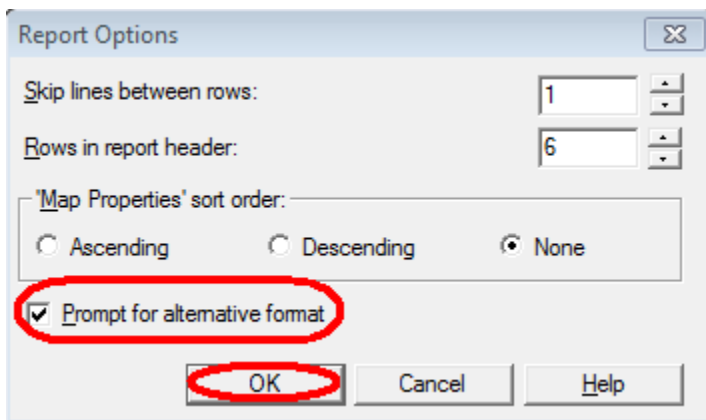 Report Options
Skip lines between rows:
1
Rows in report header:
6
'Map Properties' sort order:
Ascending
Descending
None
Prompt for alternative format
OK
Cancel
Help